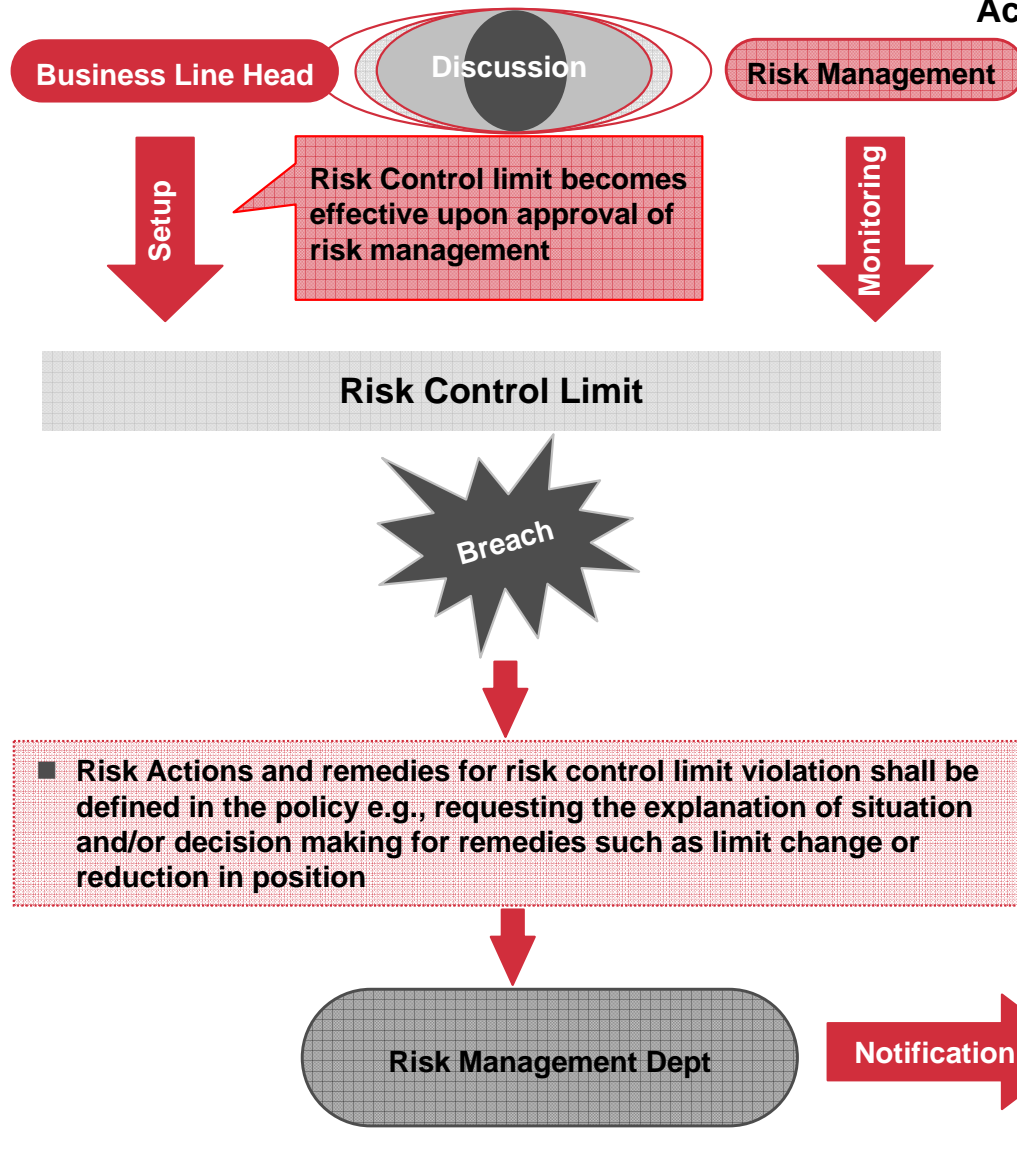 Ac
Business Line Head
Discussion
Risk Management
Setup
Risk Control limit becomes
effective upon approval of
risk management
Monitoring
Risk Control Limit
Breach
Risk Actions and remedies for risk control limit violation shall be
defined in the policy e.g., requesting the explanation of situation
and/or decision making for remedies such as limit change or
reduction in position
Risk Management Dept
Notification